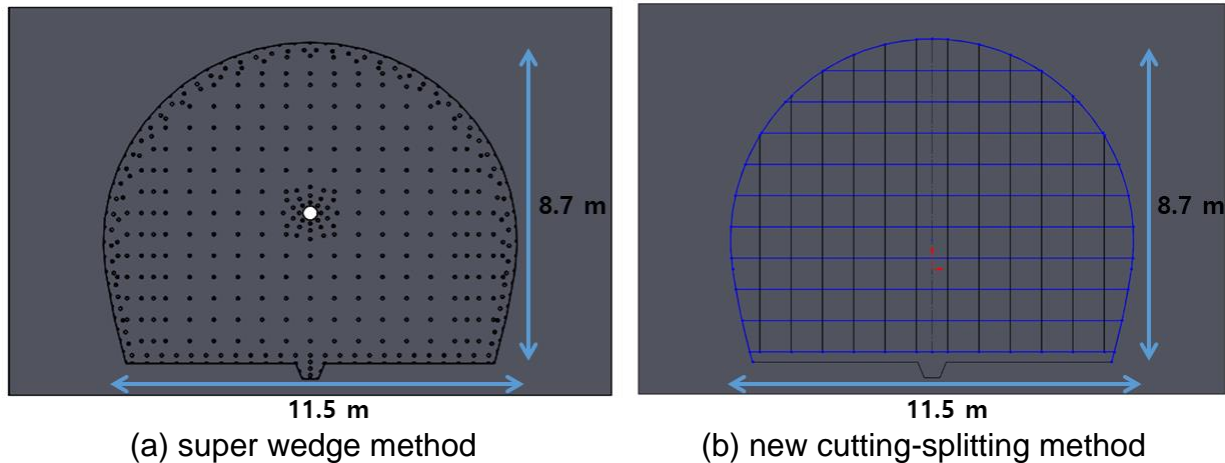 8.7 m
11.5 m
(a) super wedge method
8.7 m
11.5 m
(b) new cutting-splitting method